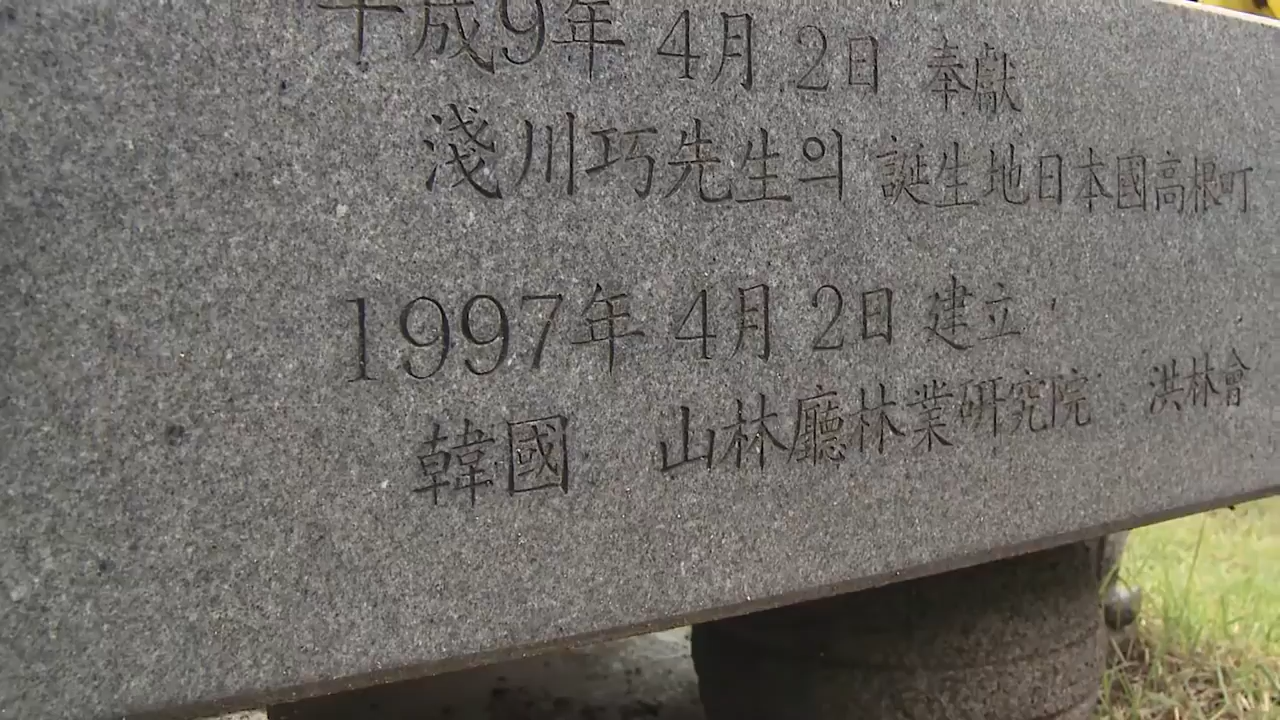 平成9年 4月 2日 奉獻
淺川巧先生의 誕生地日本國高根町
1997年 4月 2日 建立
韓國 山林廳林業研究院 洪林會